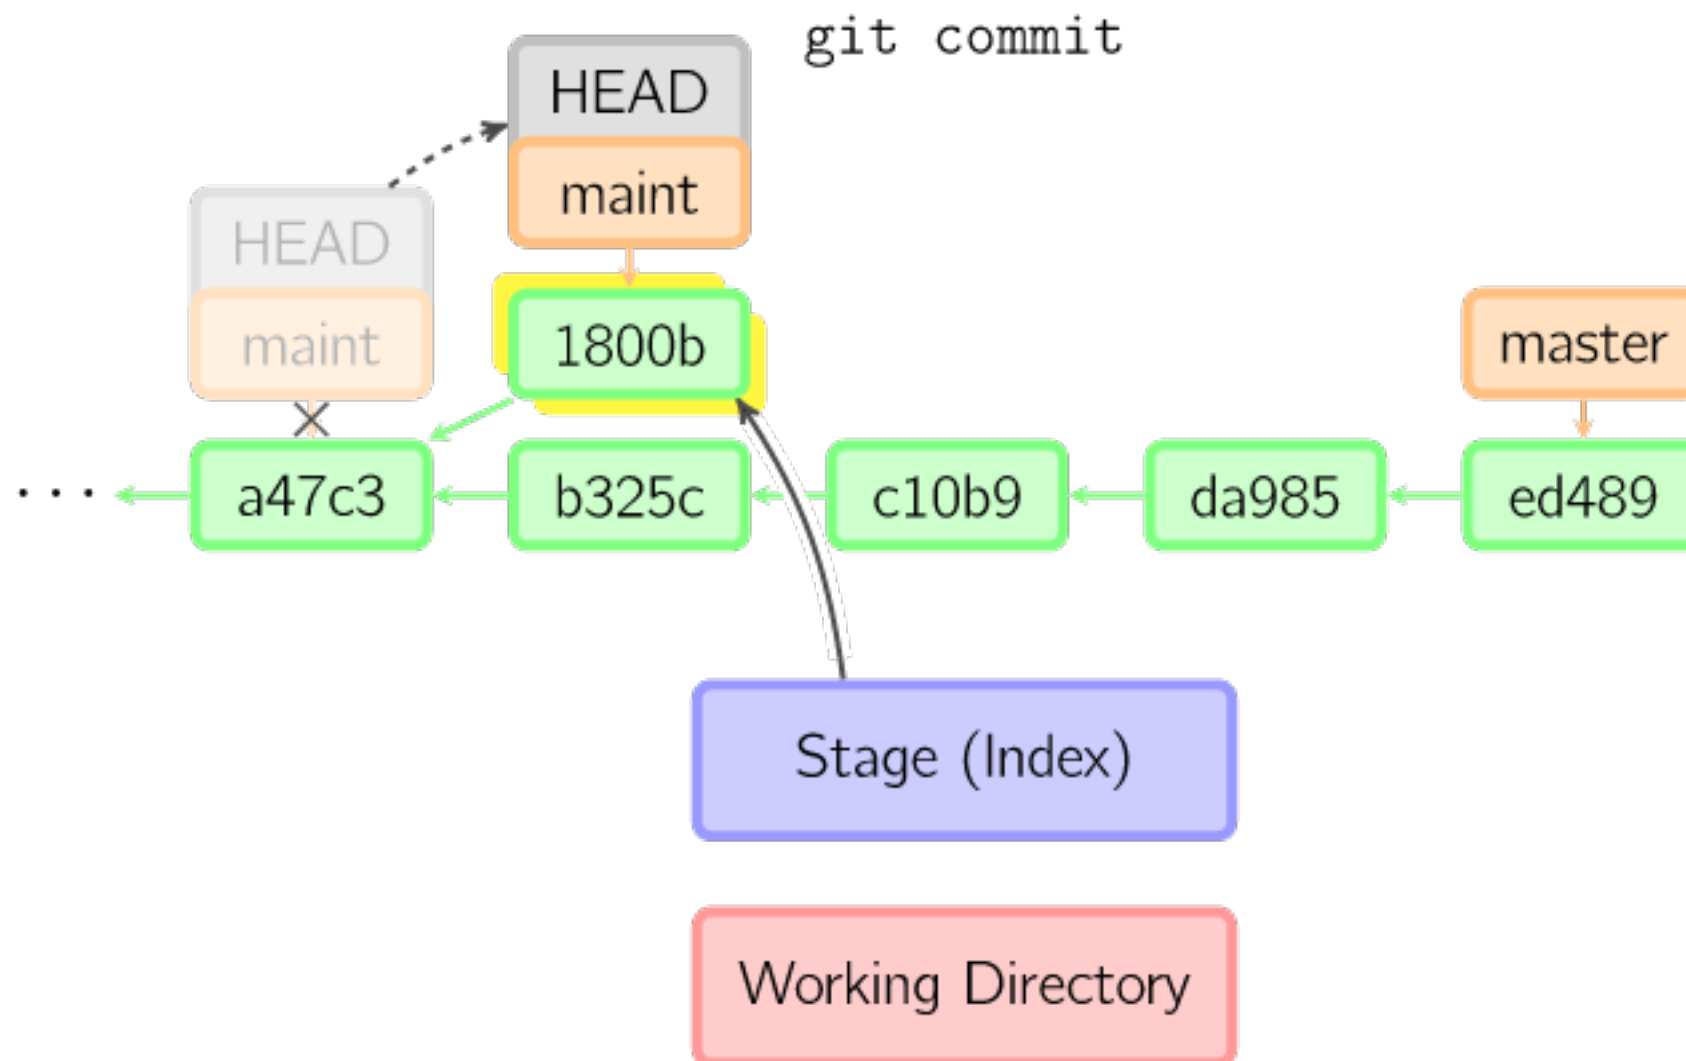 git commit
HEAD
maint
HEAD
maint
1800b
master
... a47c3 b325c c10b9 da985 ed489
Stage (Index)
Working Directory